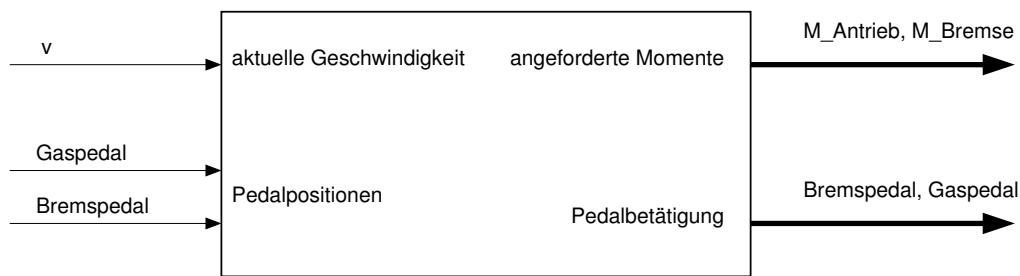 M_Antrieb, M_Bremse
v
aktuelle Geschwindigkeit
angeforderte Momente
Gaspedal
Bremspedal
Pedalpositionen
Bremspedal, Gaspedal
Pedalbetätigung